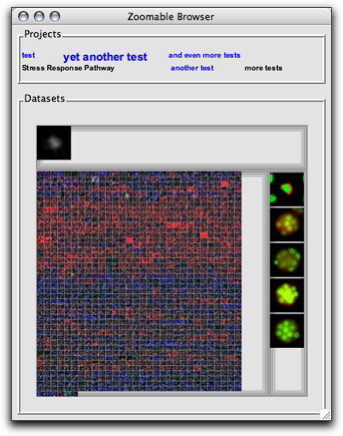 Zoomable Browser
Projects
test yet another test and even more tests
Stress Response Pathway another test more tests
Datasets